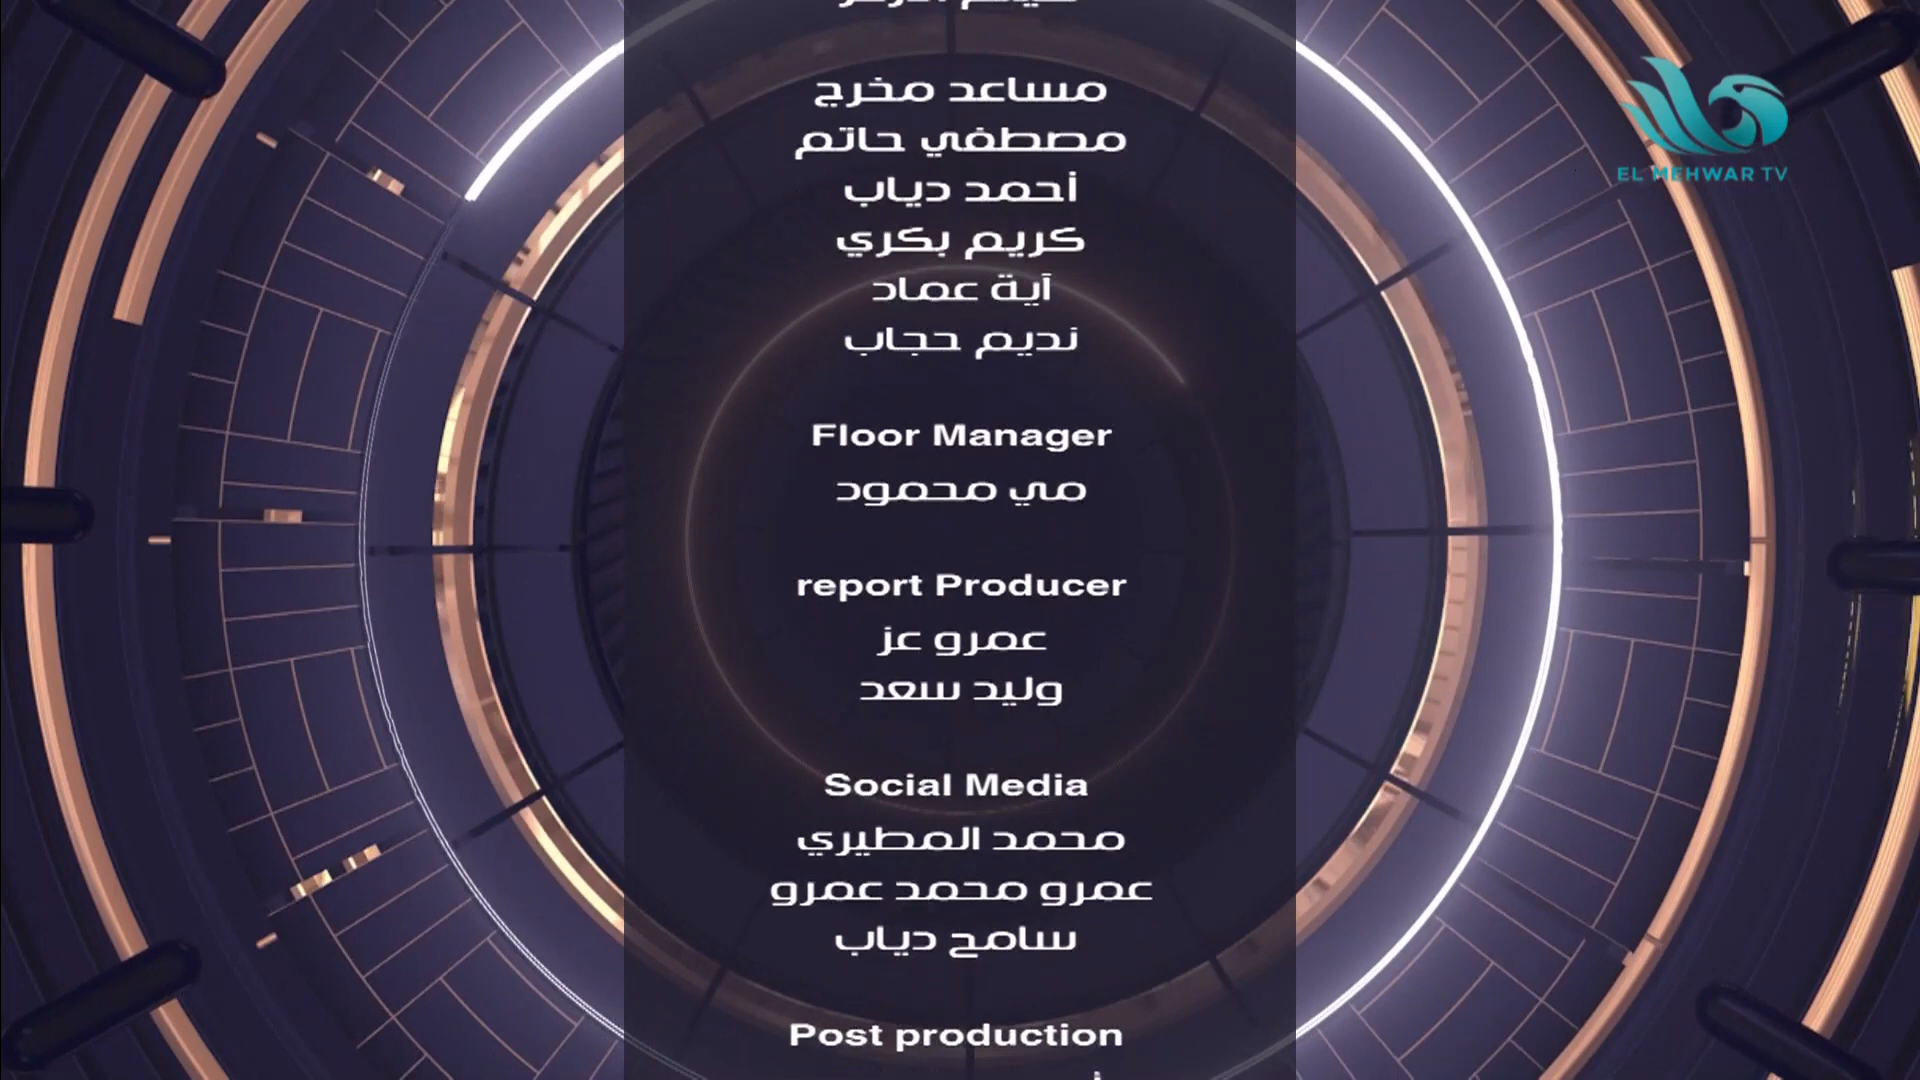 مساعد مخرج
مصطفي حاتم
أحمد دياب
كريم بكري
آية عماد
نديم حجاب
Floor Manager
مي محمود
report Producer
عمرو عز
وليد سعد
Social Media
محمد المطيري
عمرو محمد عمرو
سامح دياب
Post production
EL MEHWAR TV